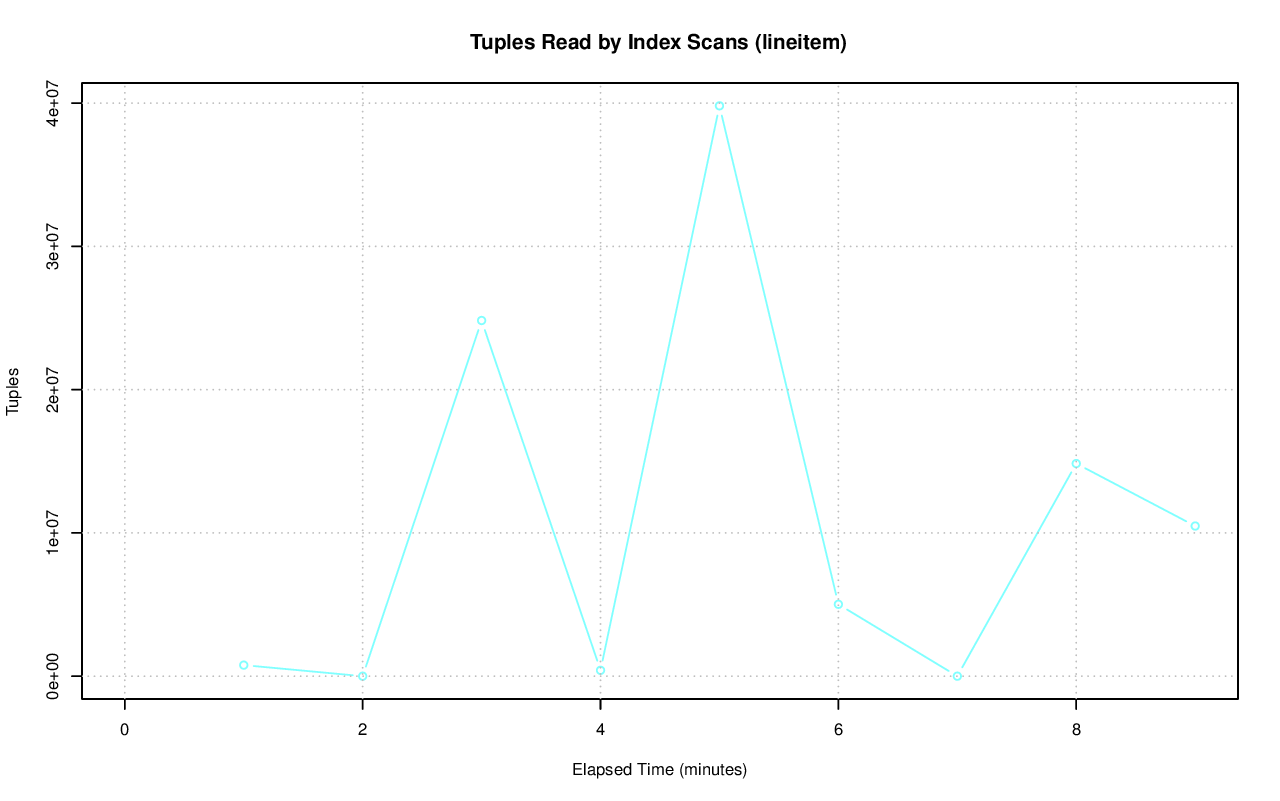 Tuples Read by Index Scans (lineitem)
Tuples
4e+07
3e+07
2e+07
1e+07
0e+00
0 2 4 6 8
Elapsed Time (minutes)